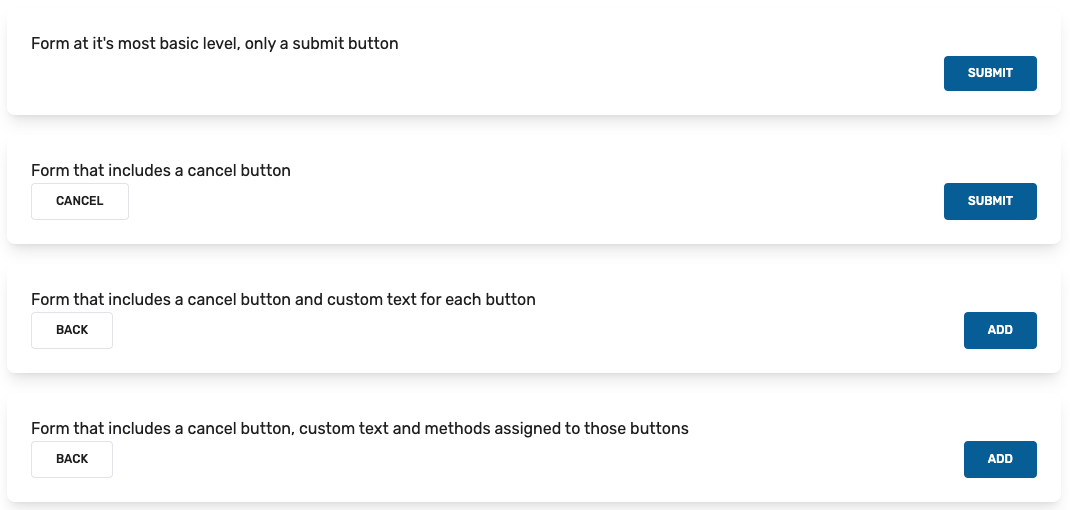 Form at it's most basic level, only a submit button
SUBMIT
Form that includes a cancel button
CANCEL SUBMIT
Form that includes a cancel button and custom text for each button
BACK ADD
Form that includes a cancel button, custom text and methods assigned to those buttons
BACK ADD